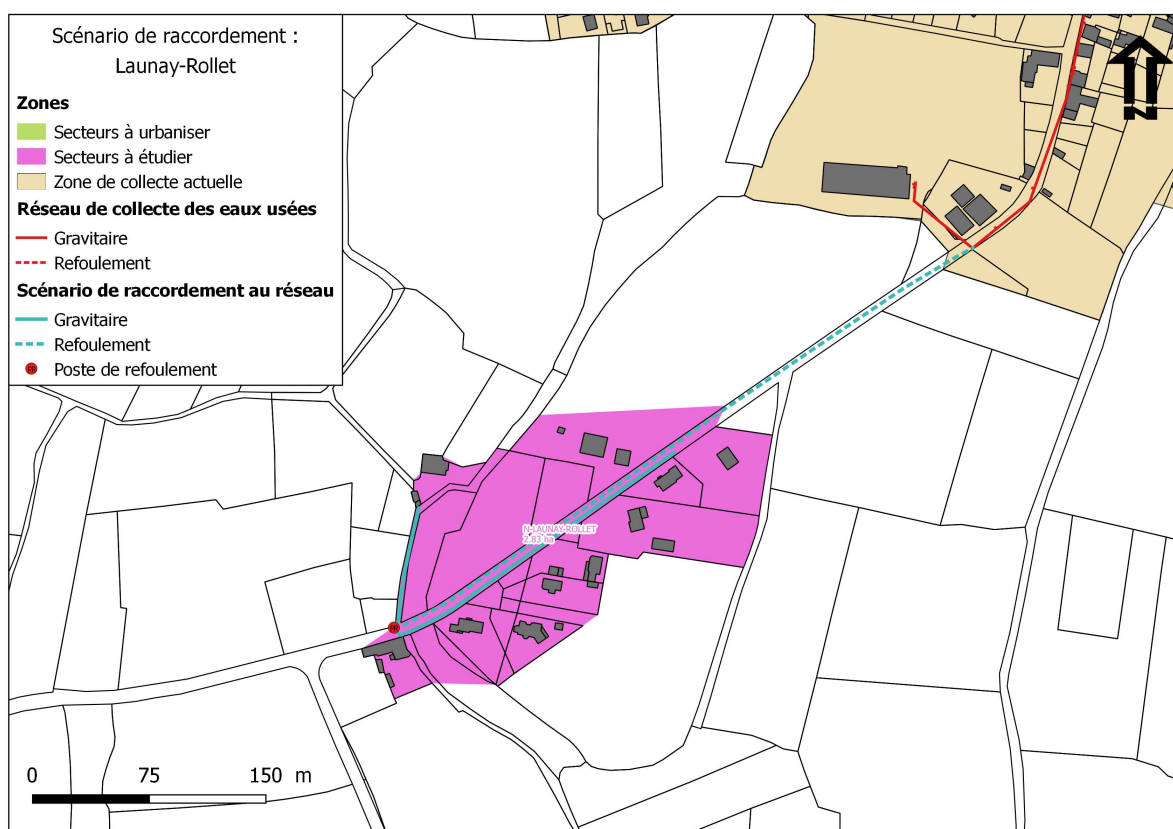 Scénario de raccordement :
Launay-Rollet
Zones
Secteurs à urbaniser
Secteurs à étudier
Zone de collecte actuelle
Réseau de collecte des eaux usées
Gravitaire
Refoulement
Scénario de raccordement au réseau
Gravitaire
Refoulement
PR Poste de refoulement
N
N-LAUNAY-ROLLET
2.83 ha
PR
0 75 150 m